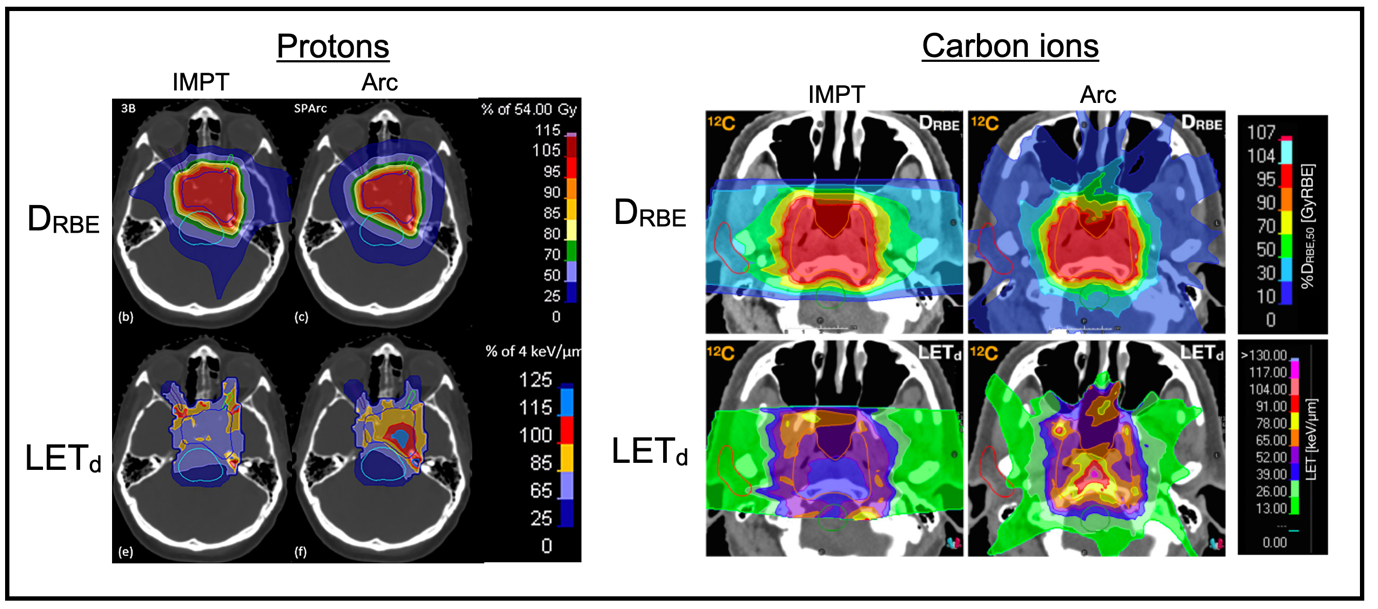 Protons
IMPT
Arc
3B
SPArc
% of 54.00 Gy
115
105
95
90
85
80
70
50
25
0
DRBE
(b)
(c)
% of 4 keV/μm
125
115
100
85
65
25
0
LETd
(e)
(f)
Carbon ions
IMPT
Arc
12C
DRBE
12C
DRBE
107
104
95
90
70
50
30
10
0
%DRBE,50 [GyRBE]
DRBE
12C
LETd
12C
LETd
>130.00
117.00
104.00
91.00
78.00
65.00
52.00
39.00
26.00
13.00
...
0.00
LET [keV/μm]
LETd